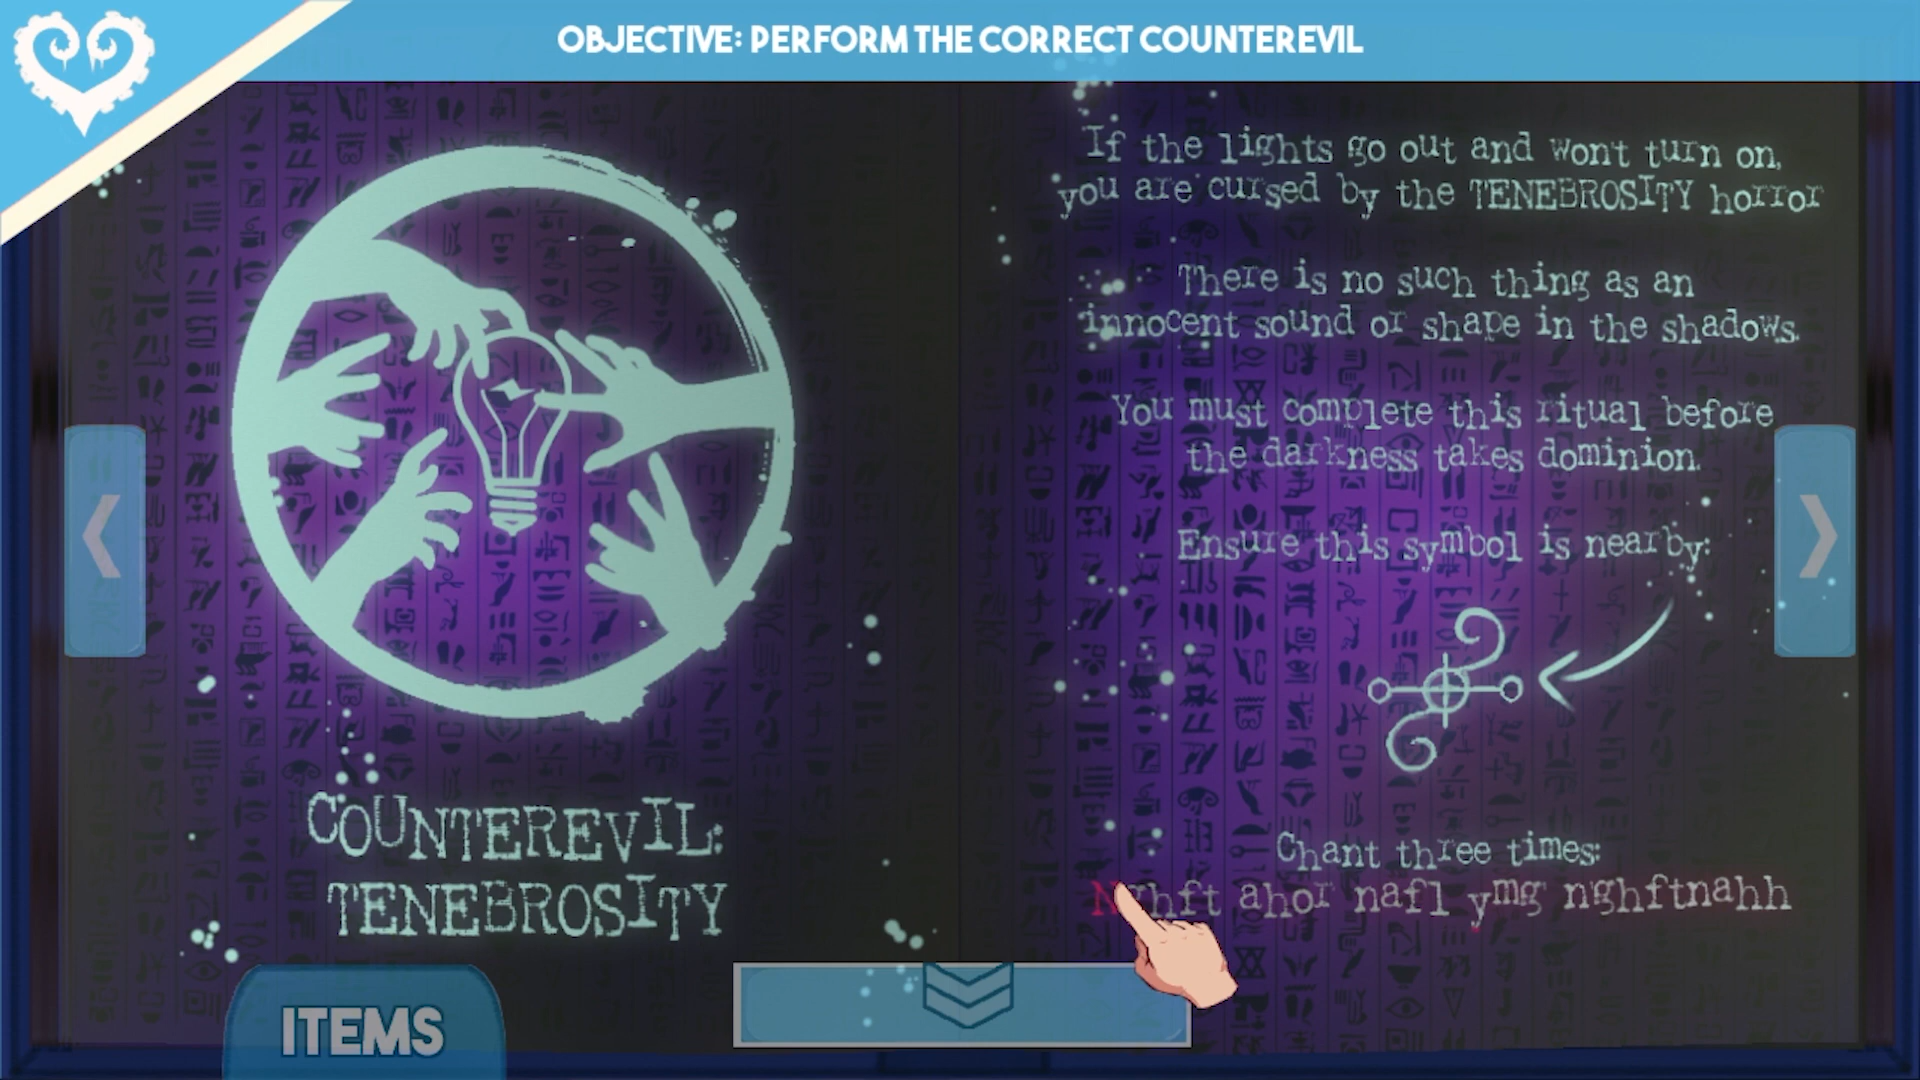 OBJECTIVE: PERFORM THE CORRECT COUNTEREVIL
COUNTEREVIL:
TENEBROSITY
If the lights go out and wont turn on,
you are cursed by the TENEBROSITY horror
There is no such thing as an
innocent sound or shape in the shadows.
You must complete this ritual before
the darkness takes dominion.
Ensure this symbol is nearby:
Chant three times:
Nghft ahor nafl ymg nghftnahh
ITEMS